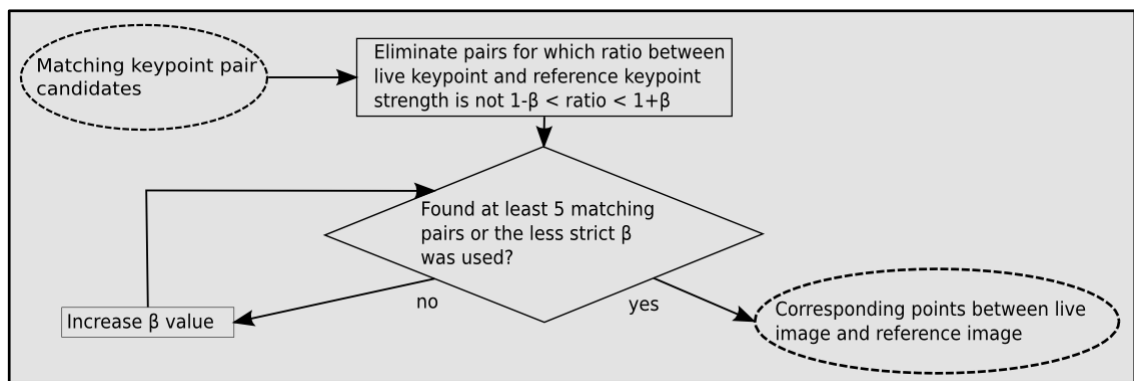 Matching keypoint pair
candidates
Eliminate pairs for which ratio between
live keypoint and reference keypoint
strength is not 1-β < ratio < 1+β
Found at least 5 matching
pairs or the less strict β
was used?
no
yes
Increase β value
Corresponding points between live
image and reference image